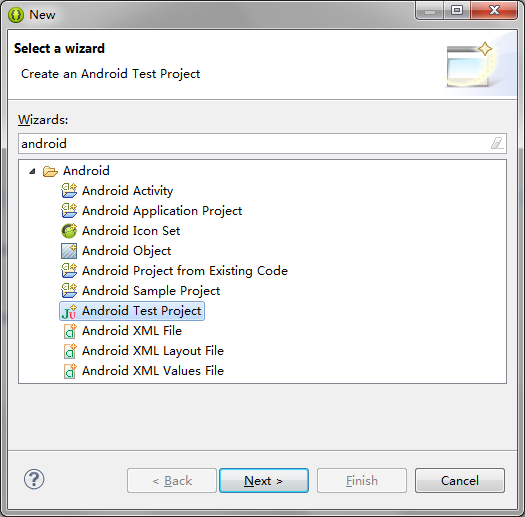 New
Select a wizard
Create an Android Test Project
Wizards:
android
Android
Android Activity
Android Application Project
Android Icon Set
Android Object
Android Project from Existing Code
Android Sample Project
Android Test Project
Android XML File
Android XML Layout File
Android XML Values File
< Back
Next >
Finish
Cancel